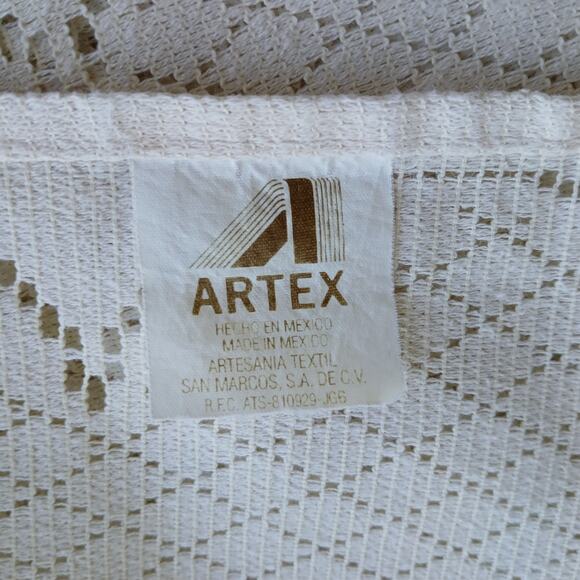 ARTEX
HECHO EN MEXICO
MADE IN MEXICO
ARTESANIA TEXTIL
SAN MARCOS, S.A. DE C.V.
R.F.C. ATS-810929-JG6